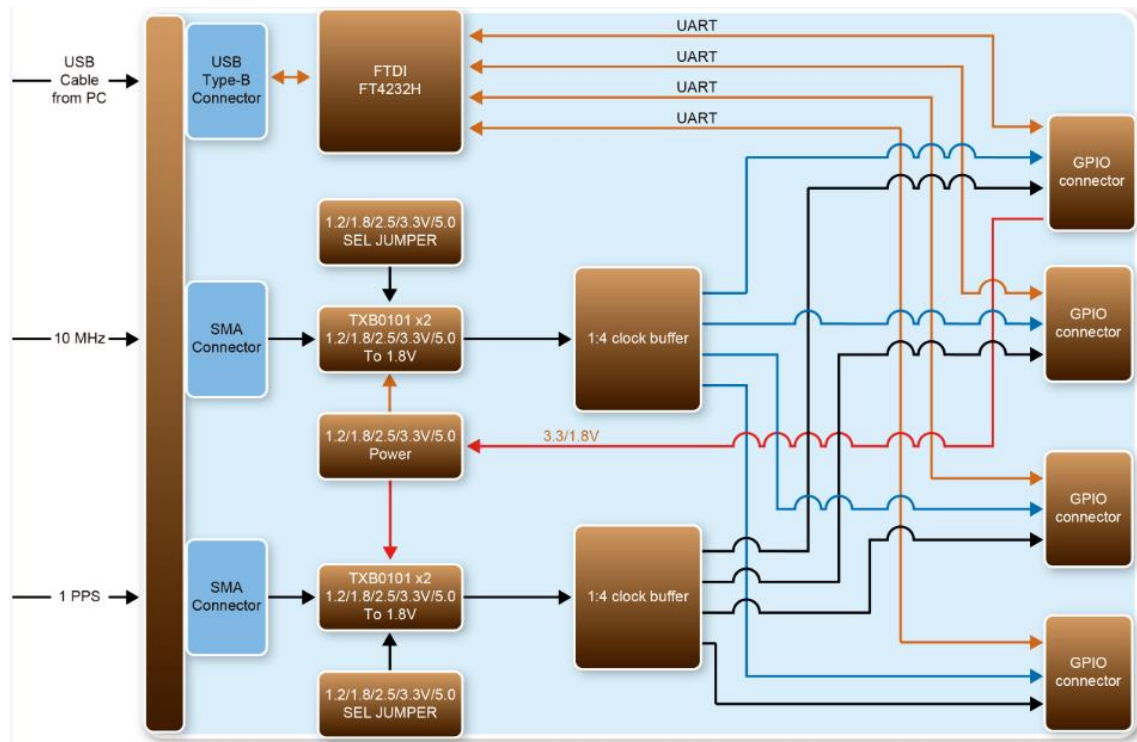 USB
Cable
from PC
USB
Type-B
Connector
FTDI
FT4232H
UART
UART
UART
UART
GPIO
connector
1.2/1.8/2.5/3.3V/5.0
SEL JUMPER
10 MHz
SMA
Connector
TXB0101 x2
1.2/1.8/2.5/3.3V/5.0
To 1.8V
1:4 clock buffer
GPIO
connector
1.2/1.8/2.5/3.3V/5.0
Power
3.3/1.8V
GPIO
connector
1 PPS
SMA
Connector
TXB0101 x2
1.2/1.8/2.5/3.3V/5.0
To 1.8V
1:4 clock buffer
GPIO
connector
1.2/1.8/2.5/3.3V/5.0
SEL JUMPER